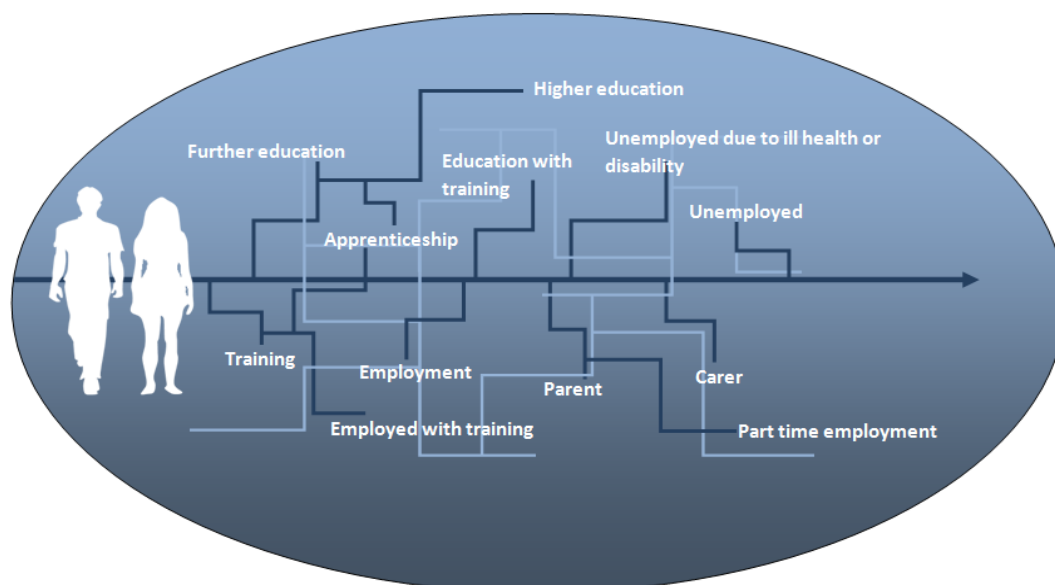 Higher education
Further education
Education with
training
Unemployed due to ill health or
disability
Unemployed
Apprenticeship
Training
Employment
Parent
Carer
Employed with training
Part time employment